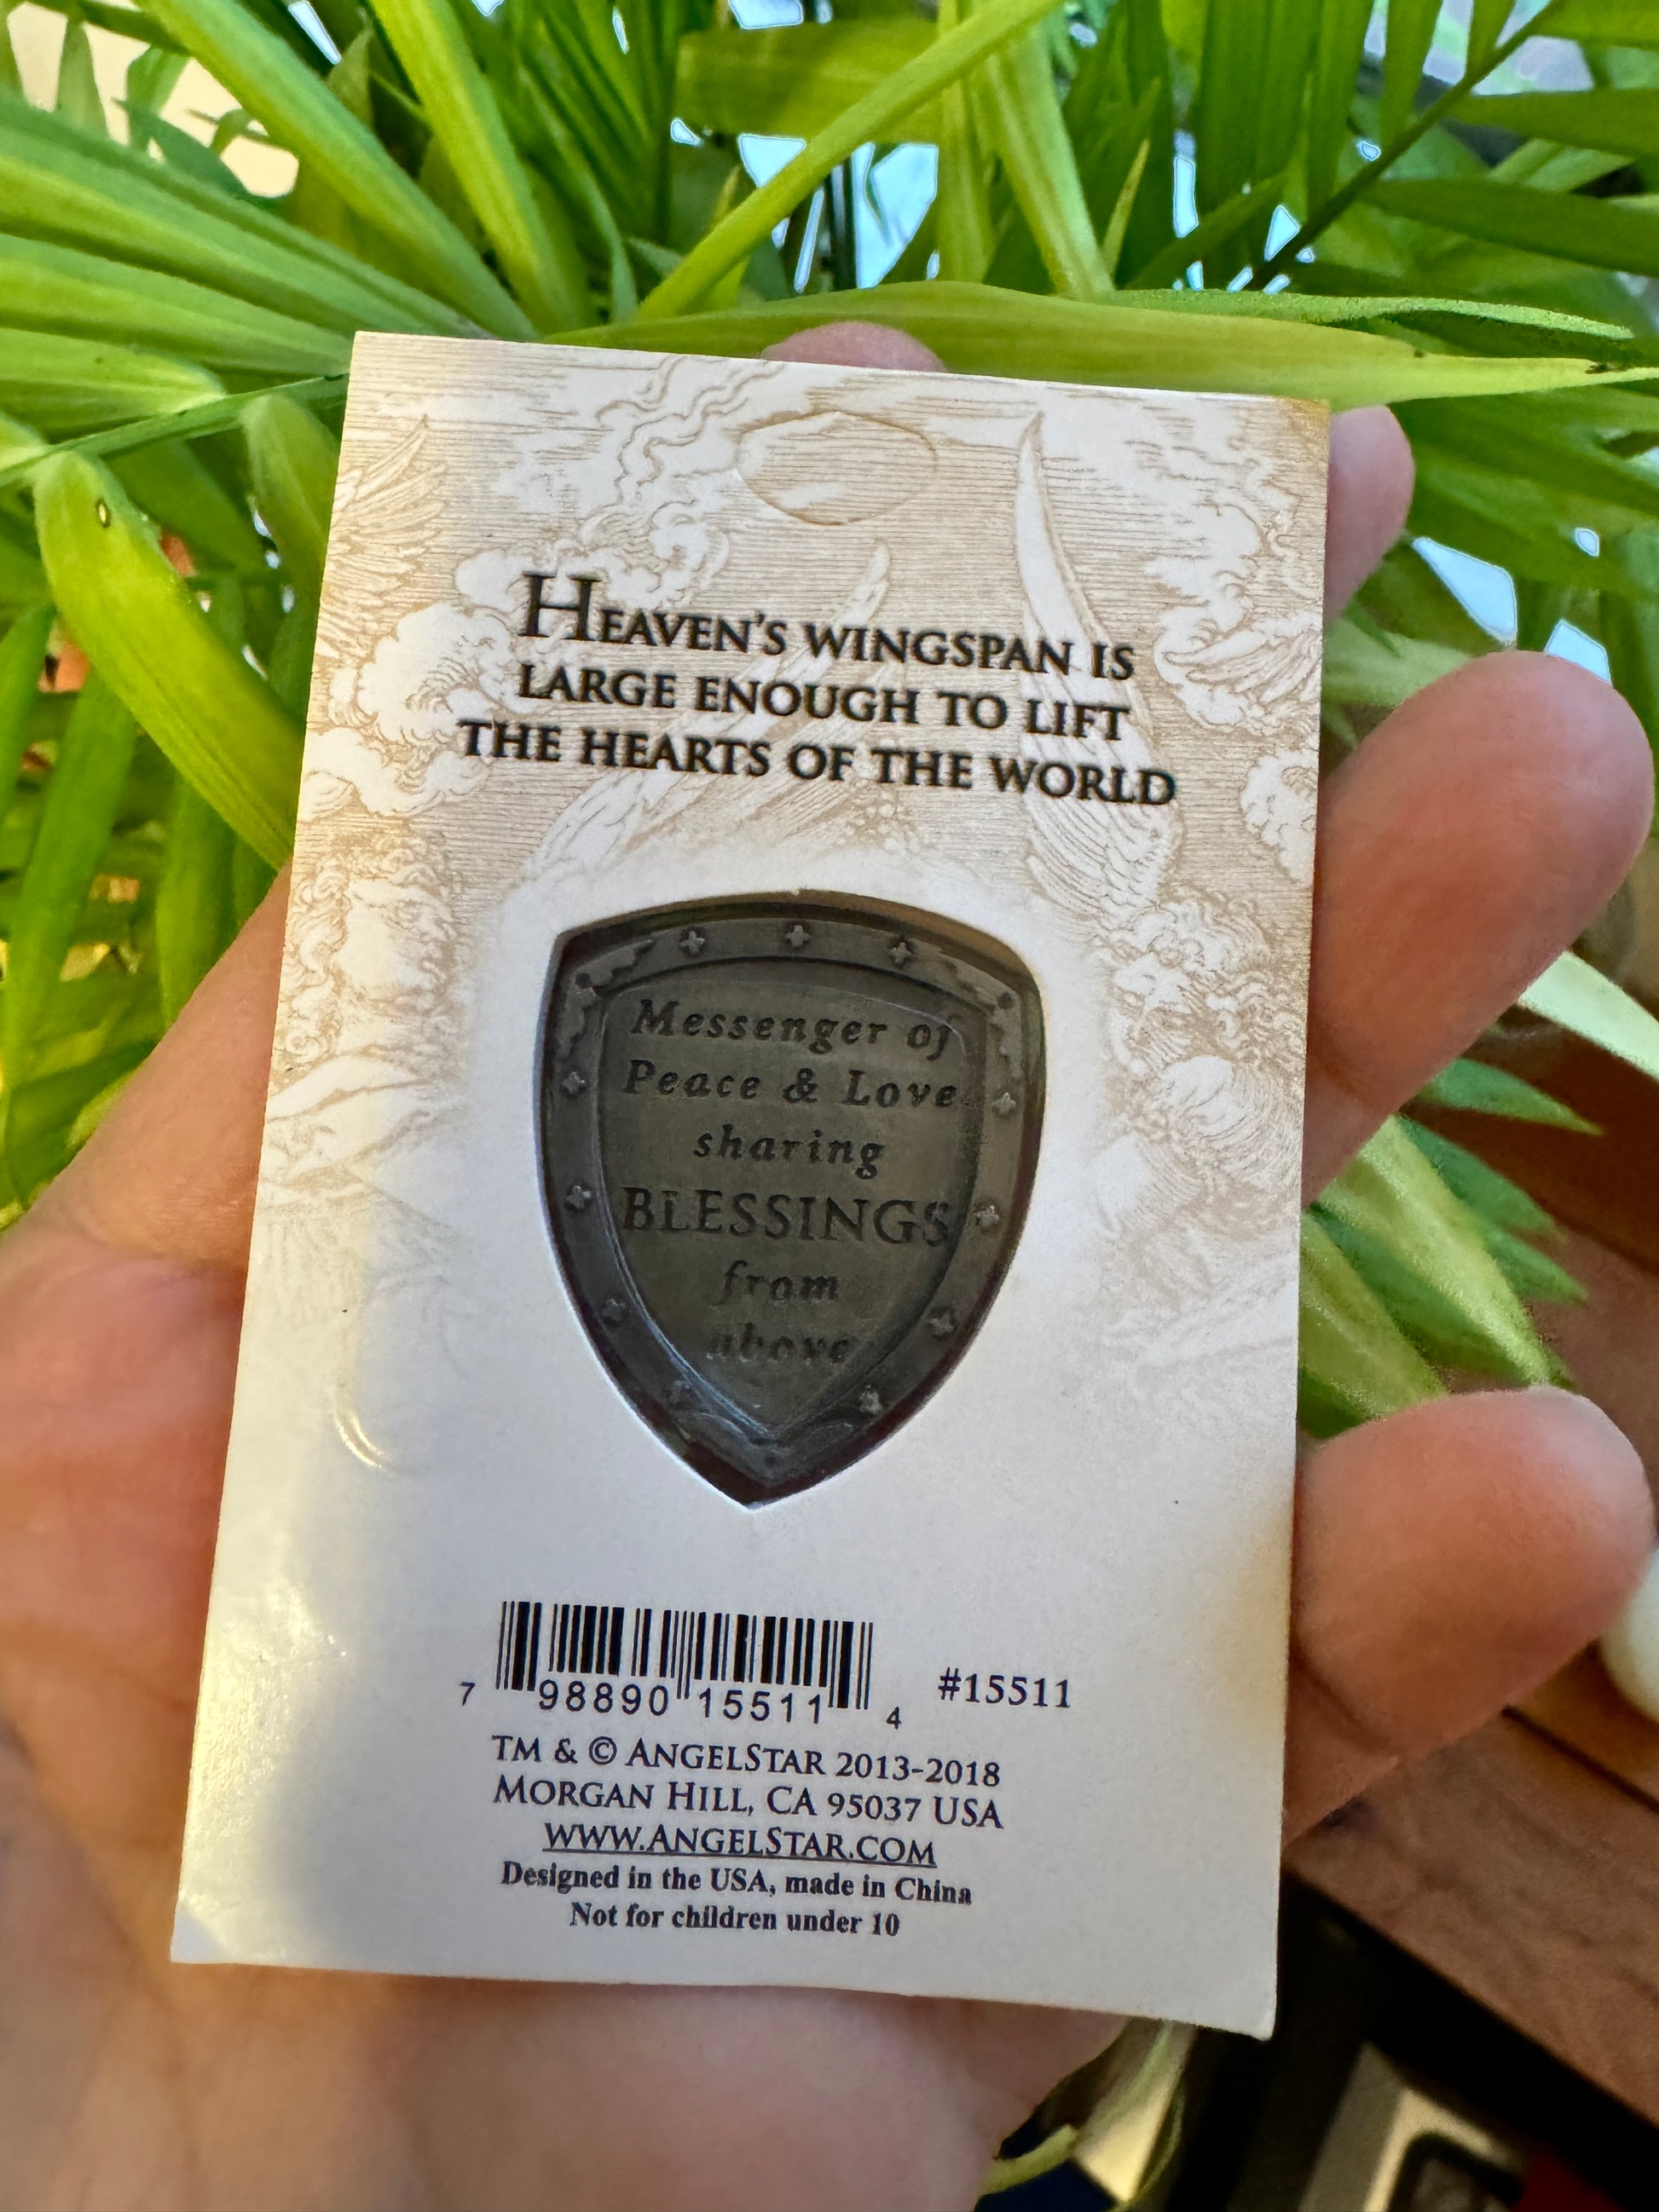 HEAVEN'S WINGSPAN IS
LARGE ENOUGH TO LIFT
THE HEARTS OF THE WORLD
Messenger of
Peace & Love
sharing
BLESSINGS
from
above
7 98890 15511 4 #15511
TM & © ANGELSTAR 2013-2018
MORGAN HILL, CA 95037 USA
WWW.ANGELSTAR.COM
Designed in the USA, made in China
Not for children under 10